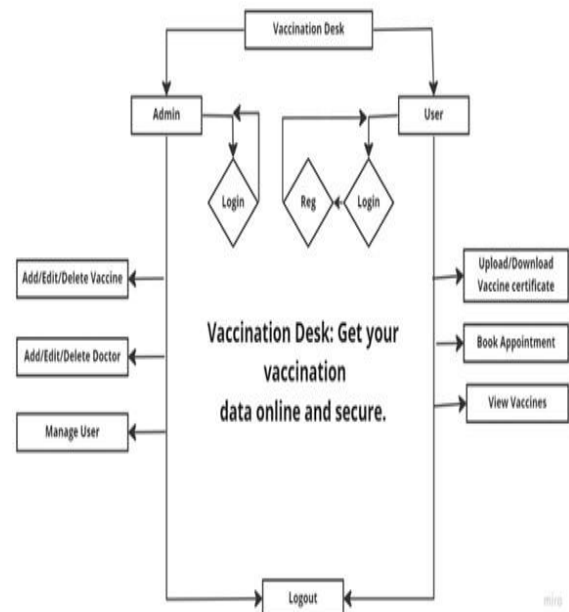 Vaccination Desk
Admin
User
Login
Reg
Login
Add/Edit/Delete Vaccine
Upload/Download
Vaccine certificate
Vaccination Desk: Get your
vaccination
data online and secure.
Add/Edit/Delete Doctor
Book Appointment
Manage User
View Vaccines
Logout
miro